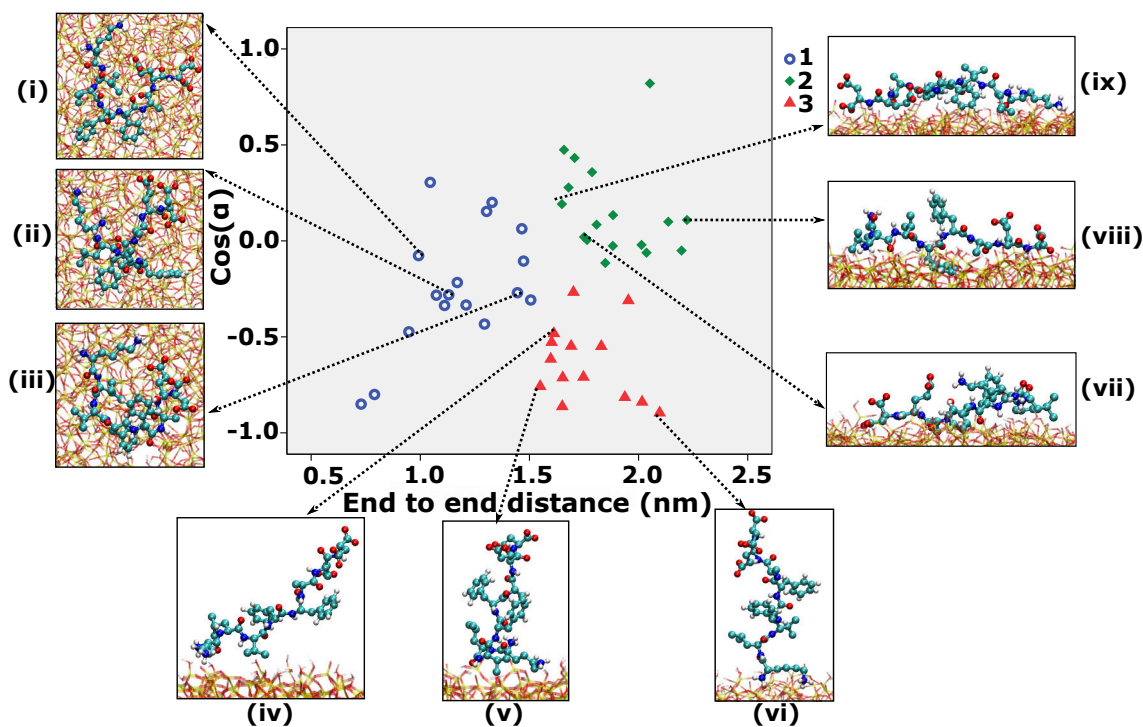 (i)
(ii)
(iii)
Cos(α)
1.0
0.5
0.0
-0.5
-1.0
0.5 1.0 1.5 2.0 2.5
End to end distance (nm)
1
2
3
(ix)
(viii)
(vii)
(iv)
(v)
(vi)